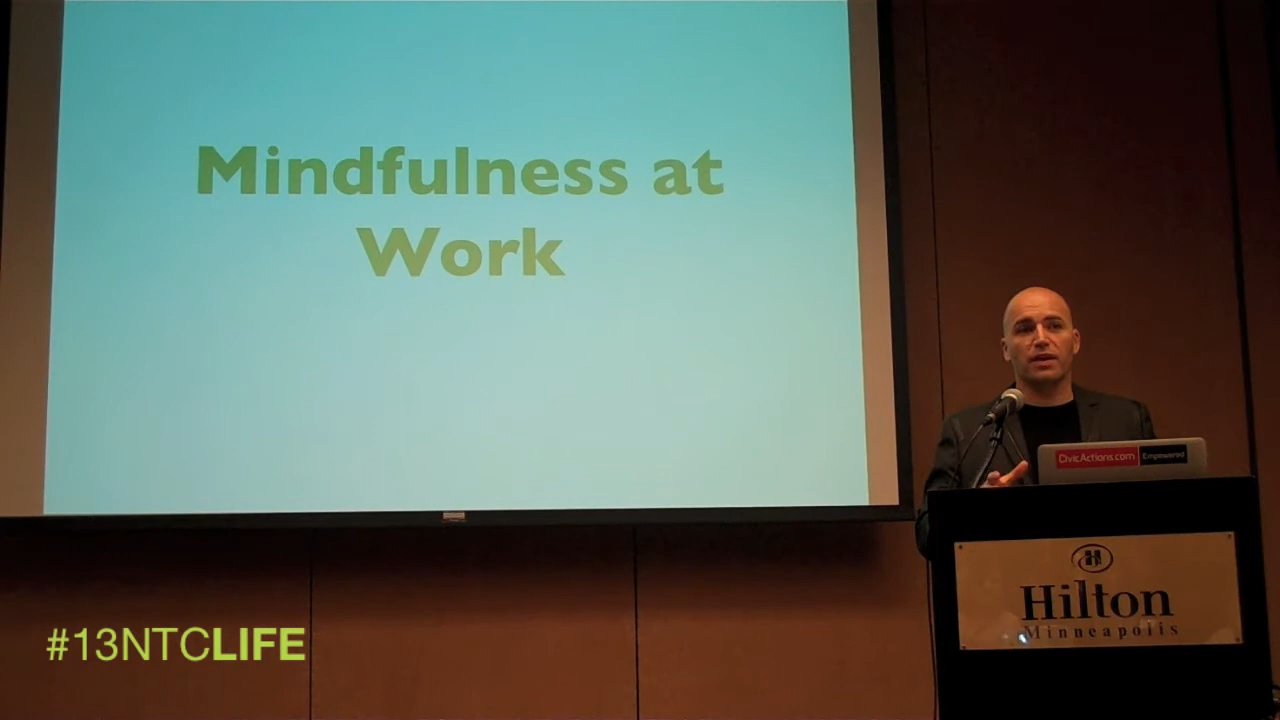 Mindfulness at
Work
CivicActions.com Empowered
Hilton
Minneapolis
#13NTCLIFE